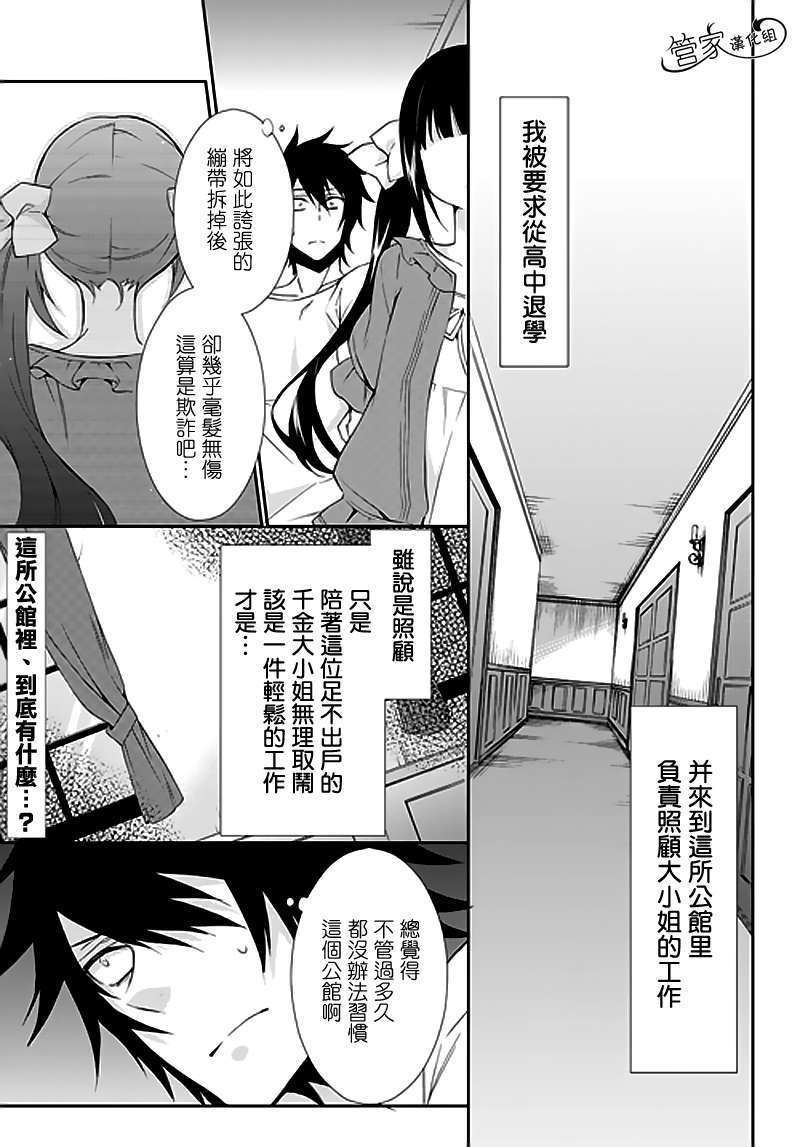 管家漢化組
我被要求從高中退學
并來到這所公館里
負責照顧大小姐的工作
將如此誇張的
繃帶拆掉後
卻幾乎毫髮無傷
這算是欺詐吧…
雖說是照顧
只是
陪著這位足不出戶的
千金大小姐無理取鬧
該是一件輕鬆的工作
才是…
這所公館裡、到底有什麼…？
總覺得
不管過多久
都沒辦法習慣
這個公館啊